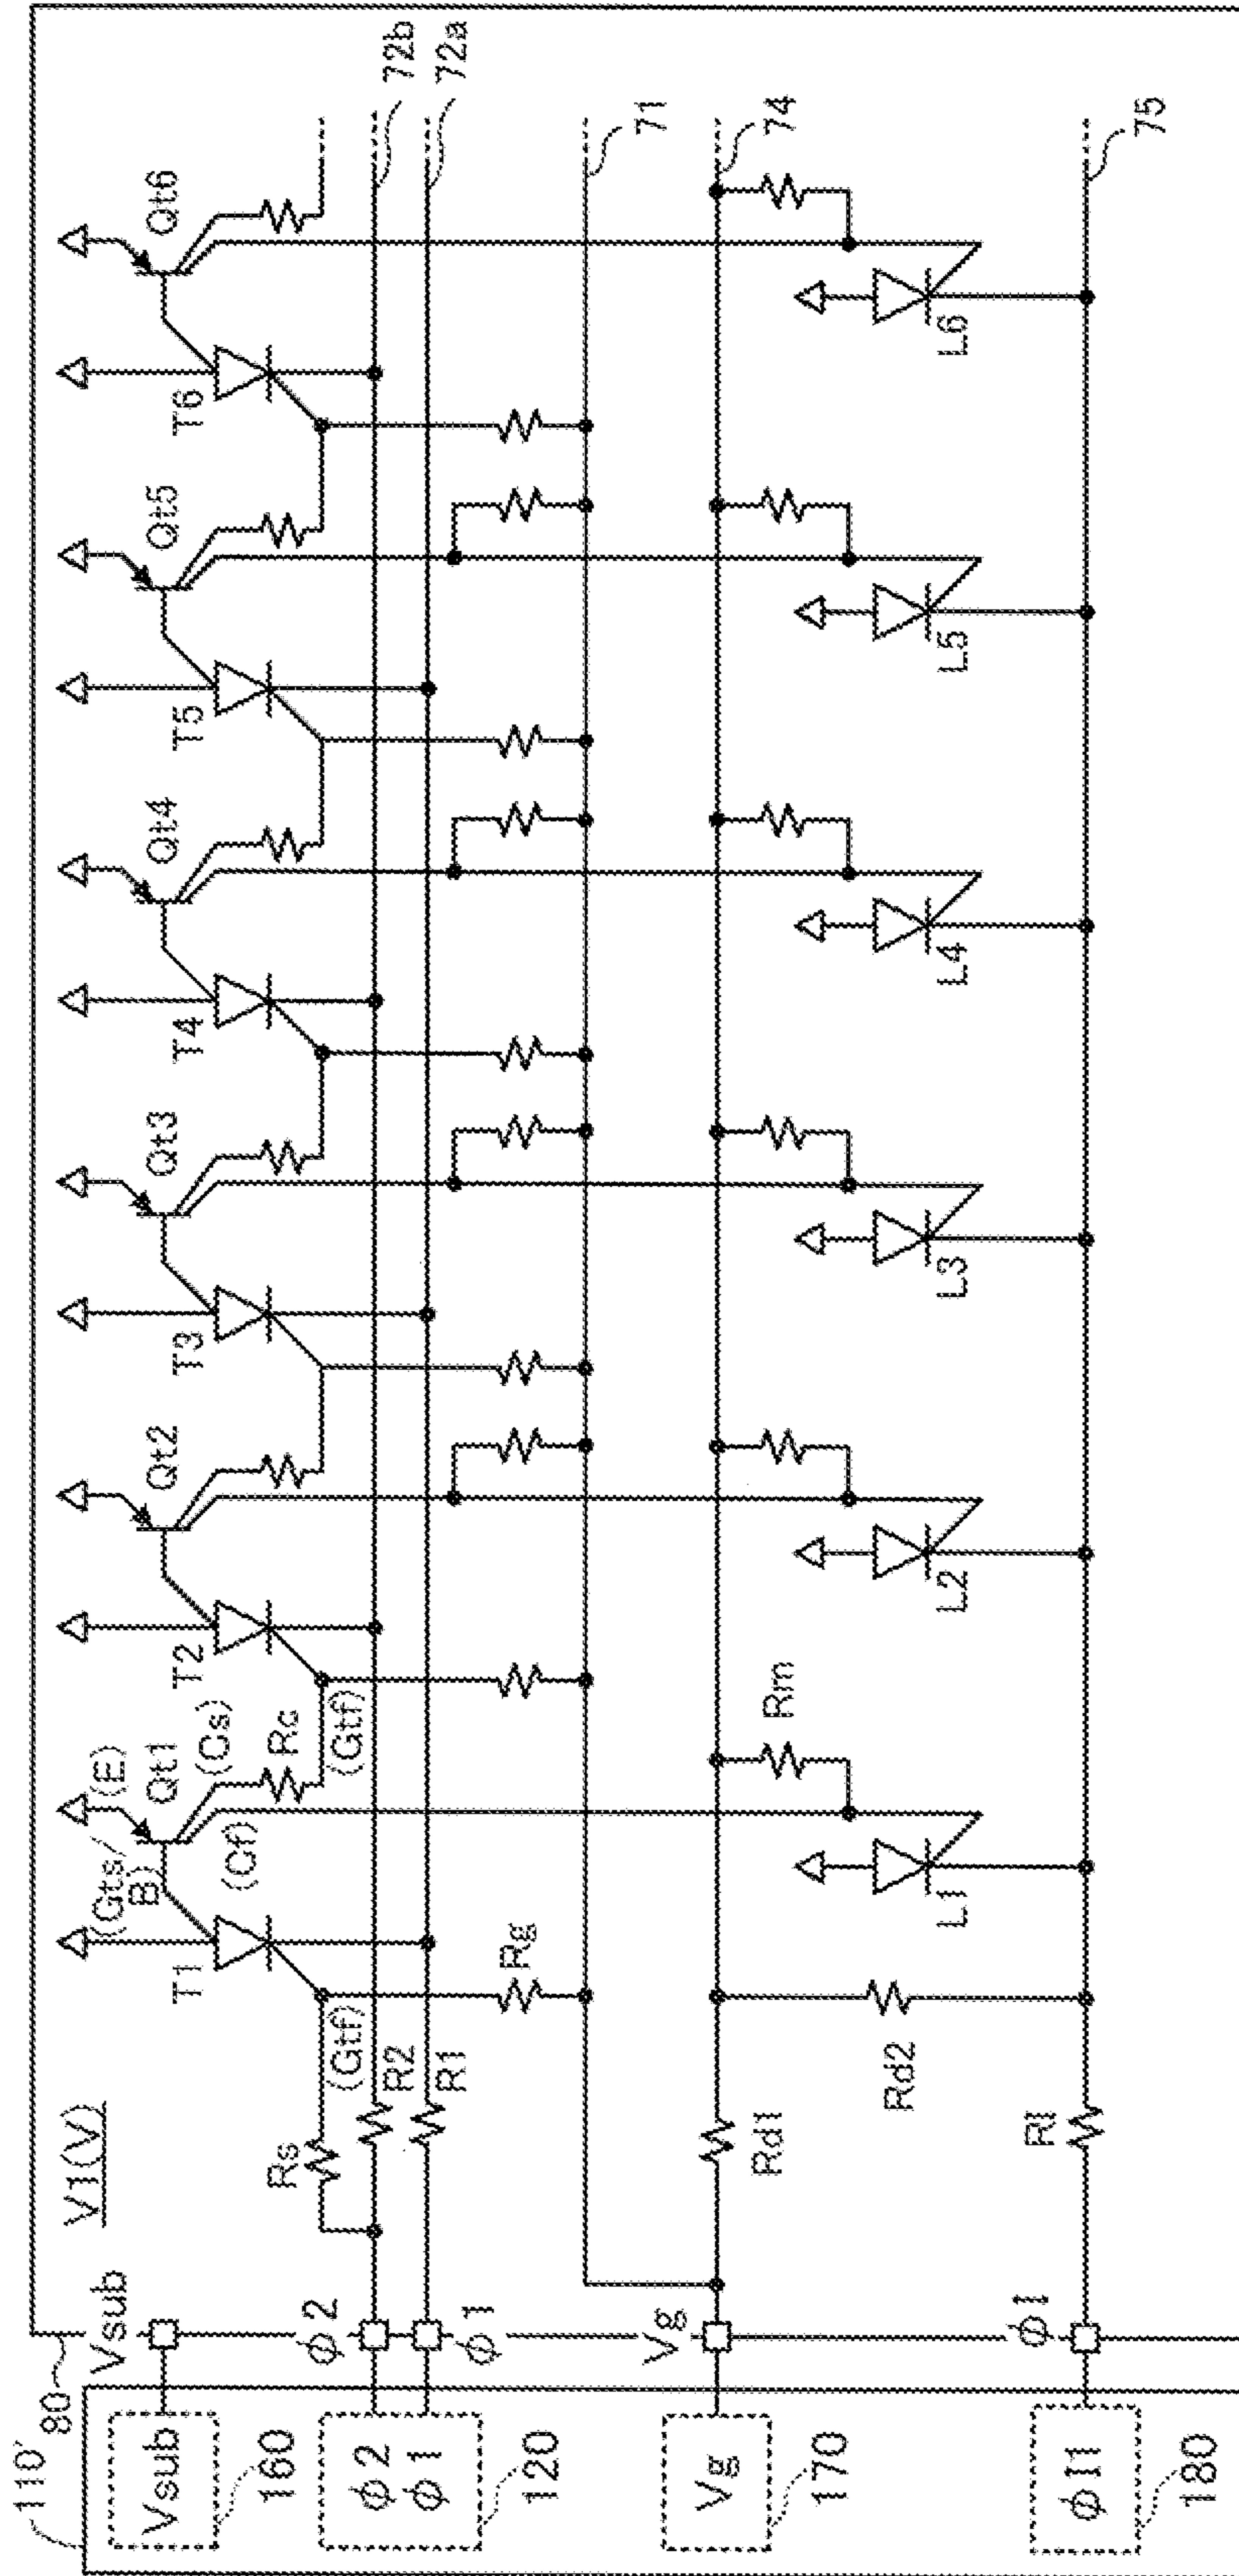 110'
80
V1(V)
Vsub
Vsub
160
φ2
φ1
120
φ2
φ1
Vg
170
Vg
φI1
180
φI
Rs
(Gtf)
R2
R1
Rg
Rd1
Rd2
RI
T1
(Gts/
B)
(E)
Qt1
(Cf)
(Cs)
Rc
(Gtf)
Rm
L1
T2
Qt2
L2
T3
Qt3
L3
T4
Qt4
L4
T5
Qt5
L5
T6
Qt6
L6
72b
72a
71
74
75